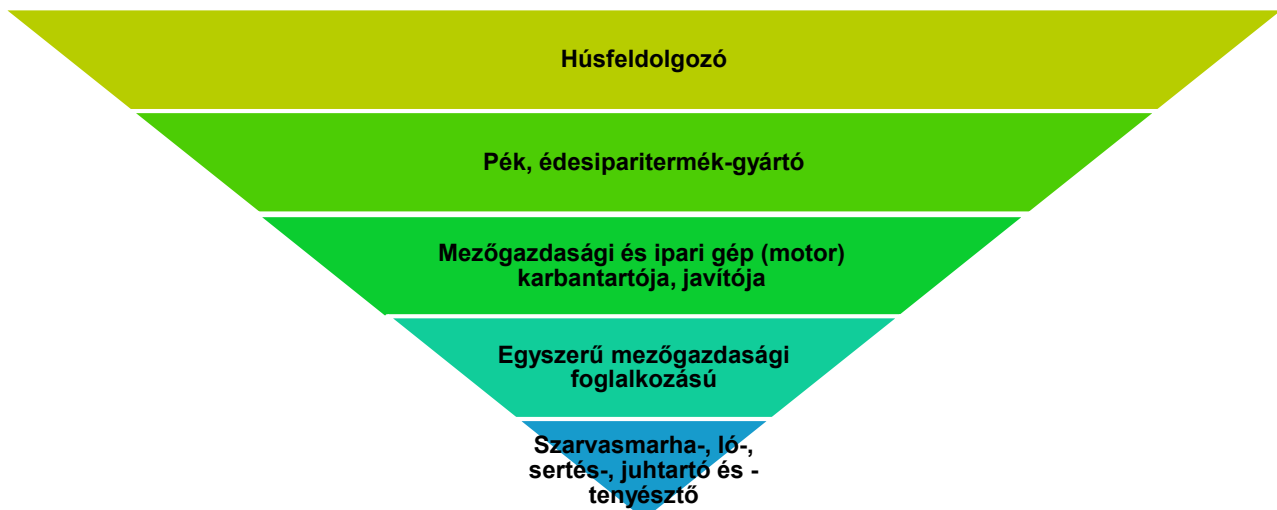 Húsfeldolgozó
Pék, édesiparitermék-gyártó
Mezőgazdasági és ipari gép (motor)
karbantartója, javítója
Egyszerű mezőgazdasági
foglalkozású
Szarvasmarha-, ló-,
sertés-, juhtartó és -
tenyésztő